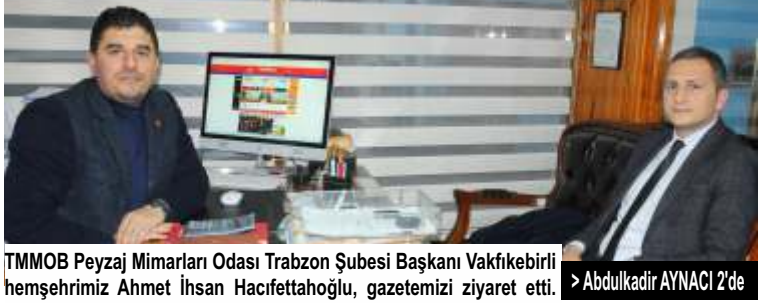 TMMOB Peyzaj Mimarları Odası Trabzon Şubesi Başkanı Vakfıkebirli
hemşehrimiz Ahmet İhsan Hacıfettahoğlu, gazetemizi ziyaret etti.
> Abdulkadir AYNACI 2'de